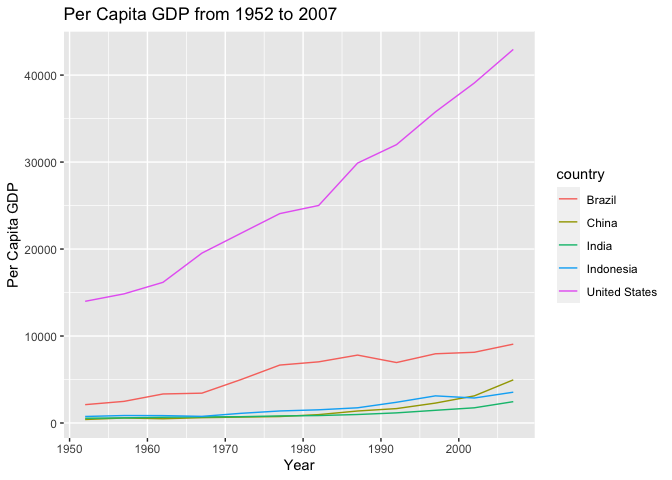 Per Capita GDP from 1952 to 2007
Per Capita GDP
40000
30000
20000
10000
0
1950
1960
1970
1980
1990
2000
Year
country
Brazil
China
India
Indonesia
United States